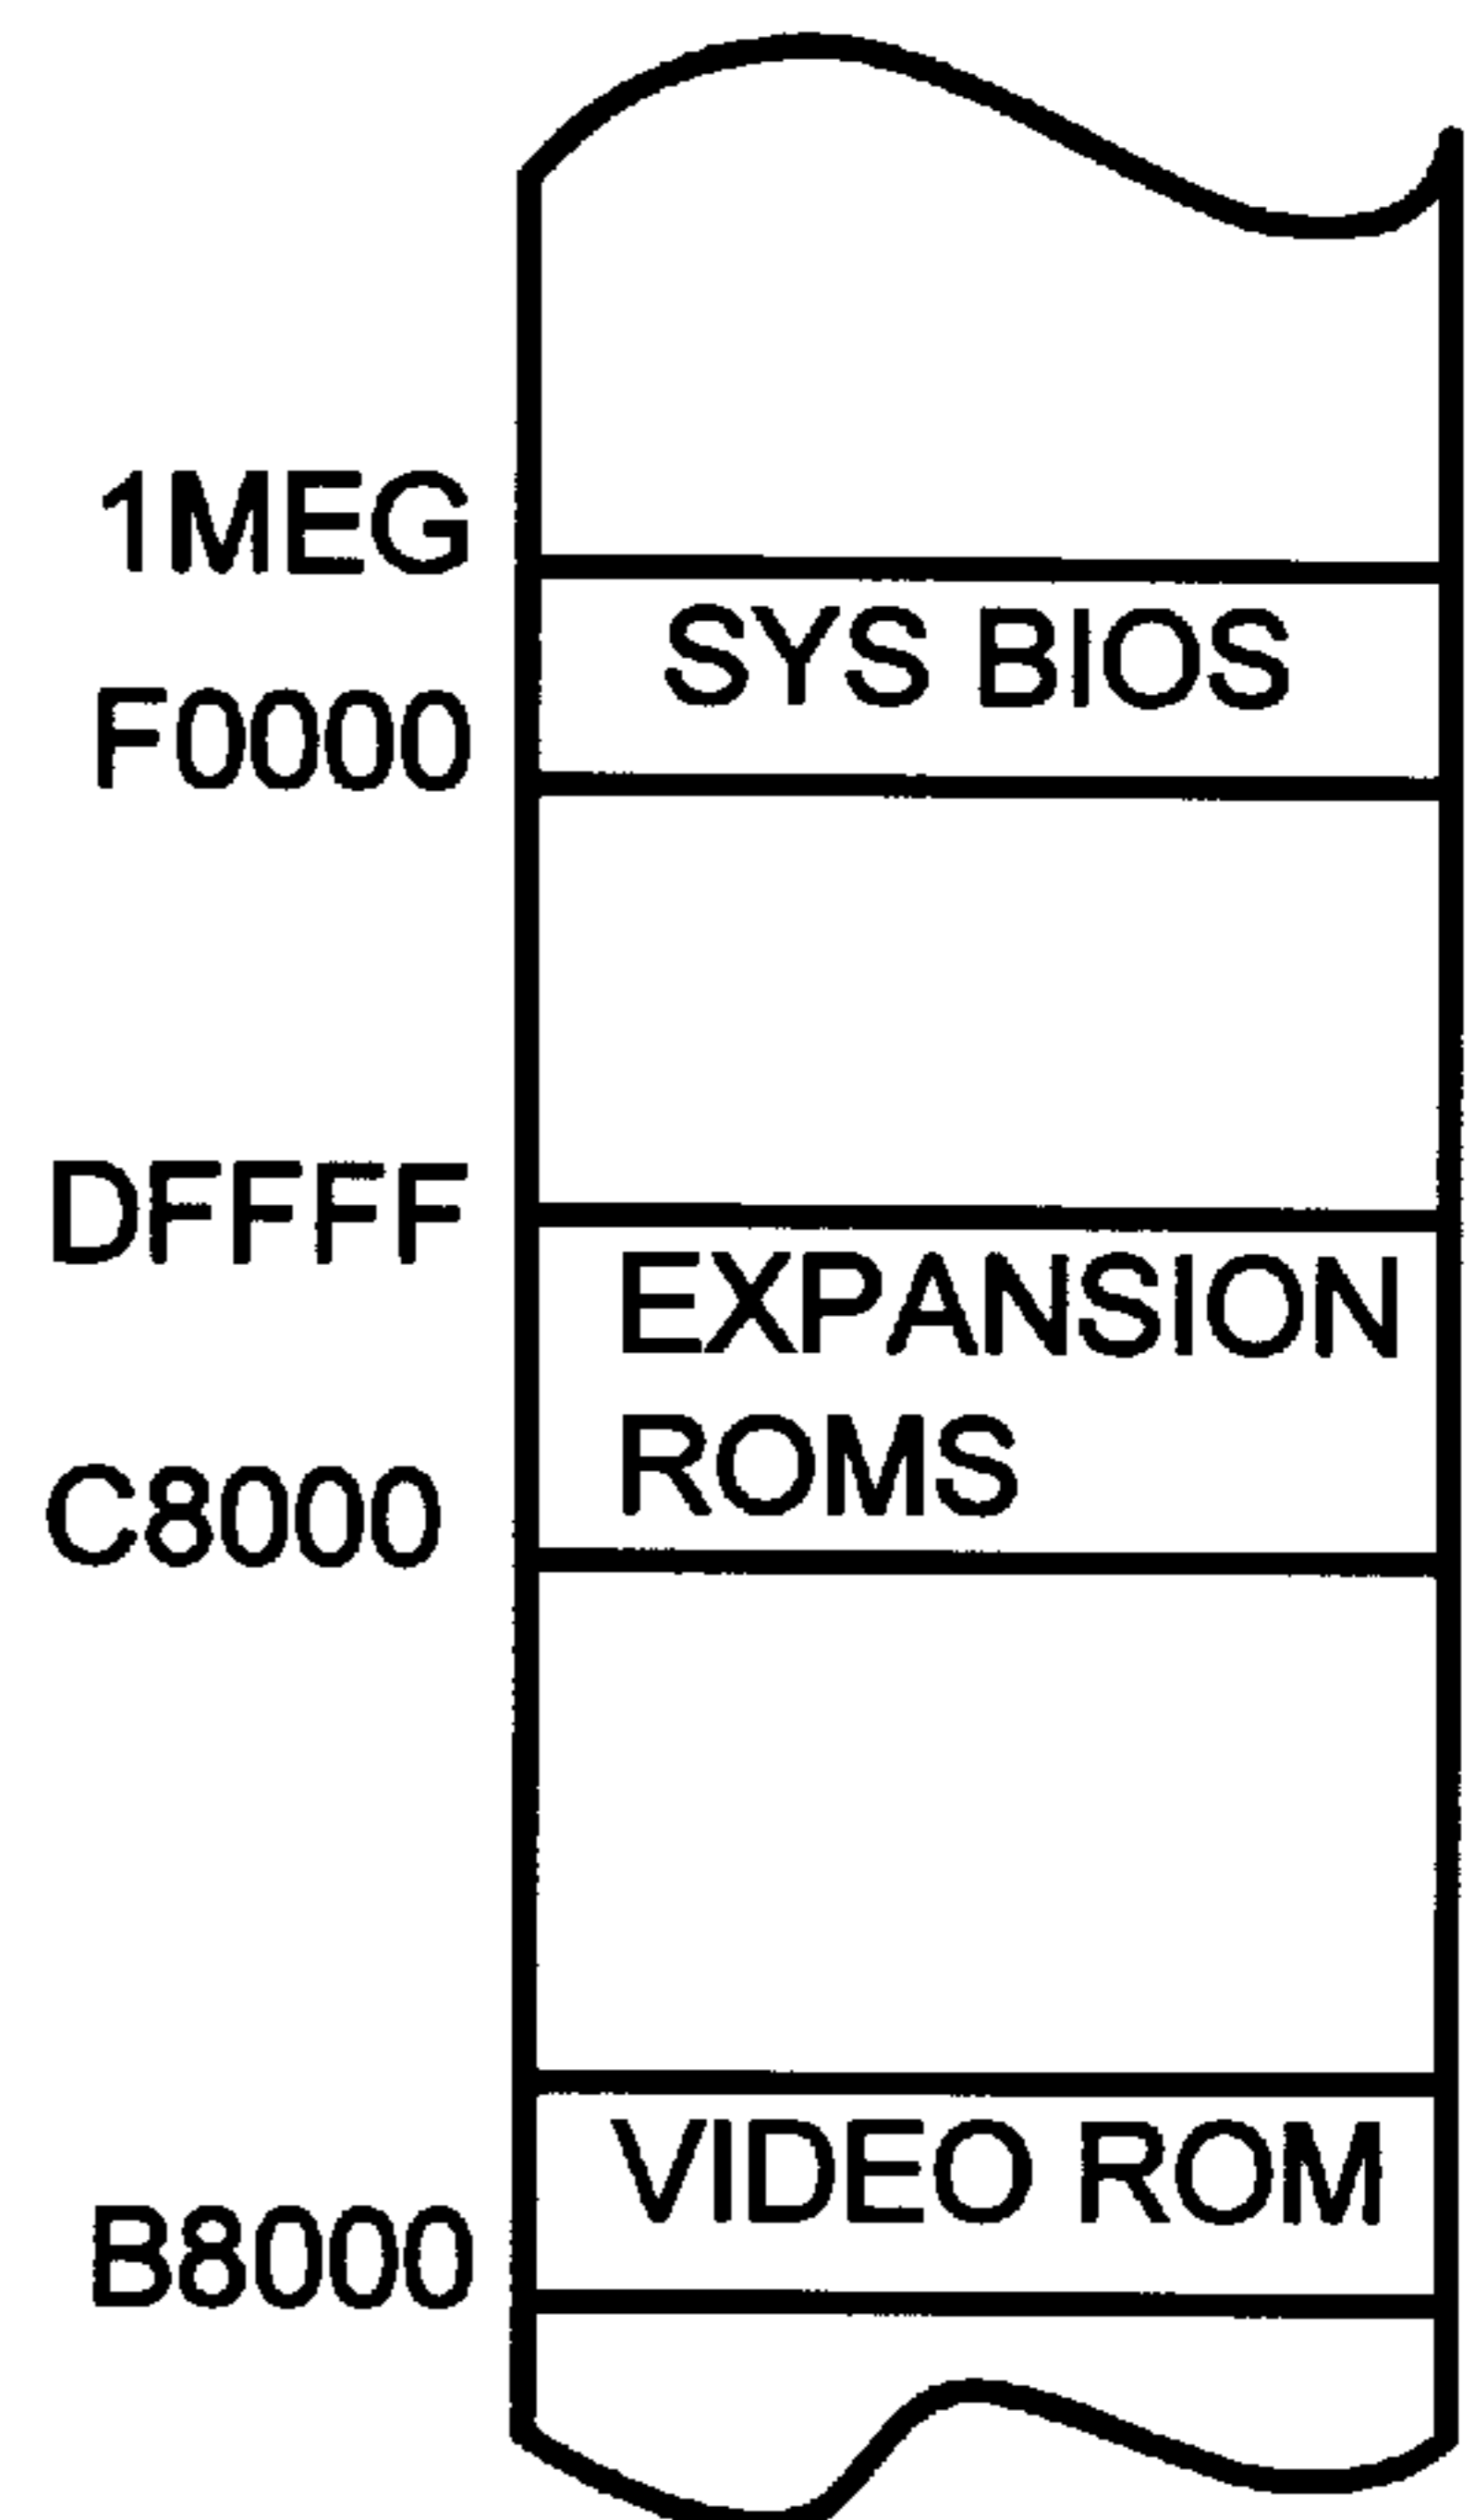 1MEG
SYS BIOS
F0000
DFFFF
EXPANSION
ROMS
C8000
VIDEO ROM
B8000